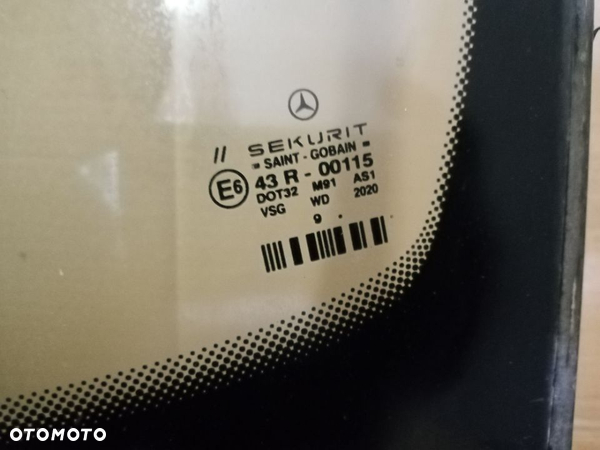 // SEKURIT
= SAINT - GOBAIN =
E6 43 R - 00115
DOT32 M91 AS1
VSG WD 2020
9 .
OTOMOTO